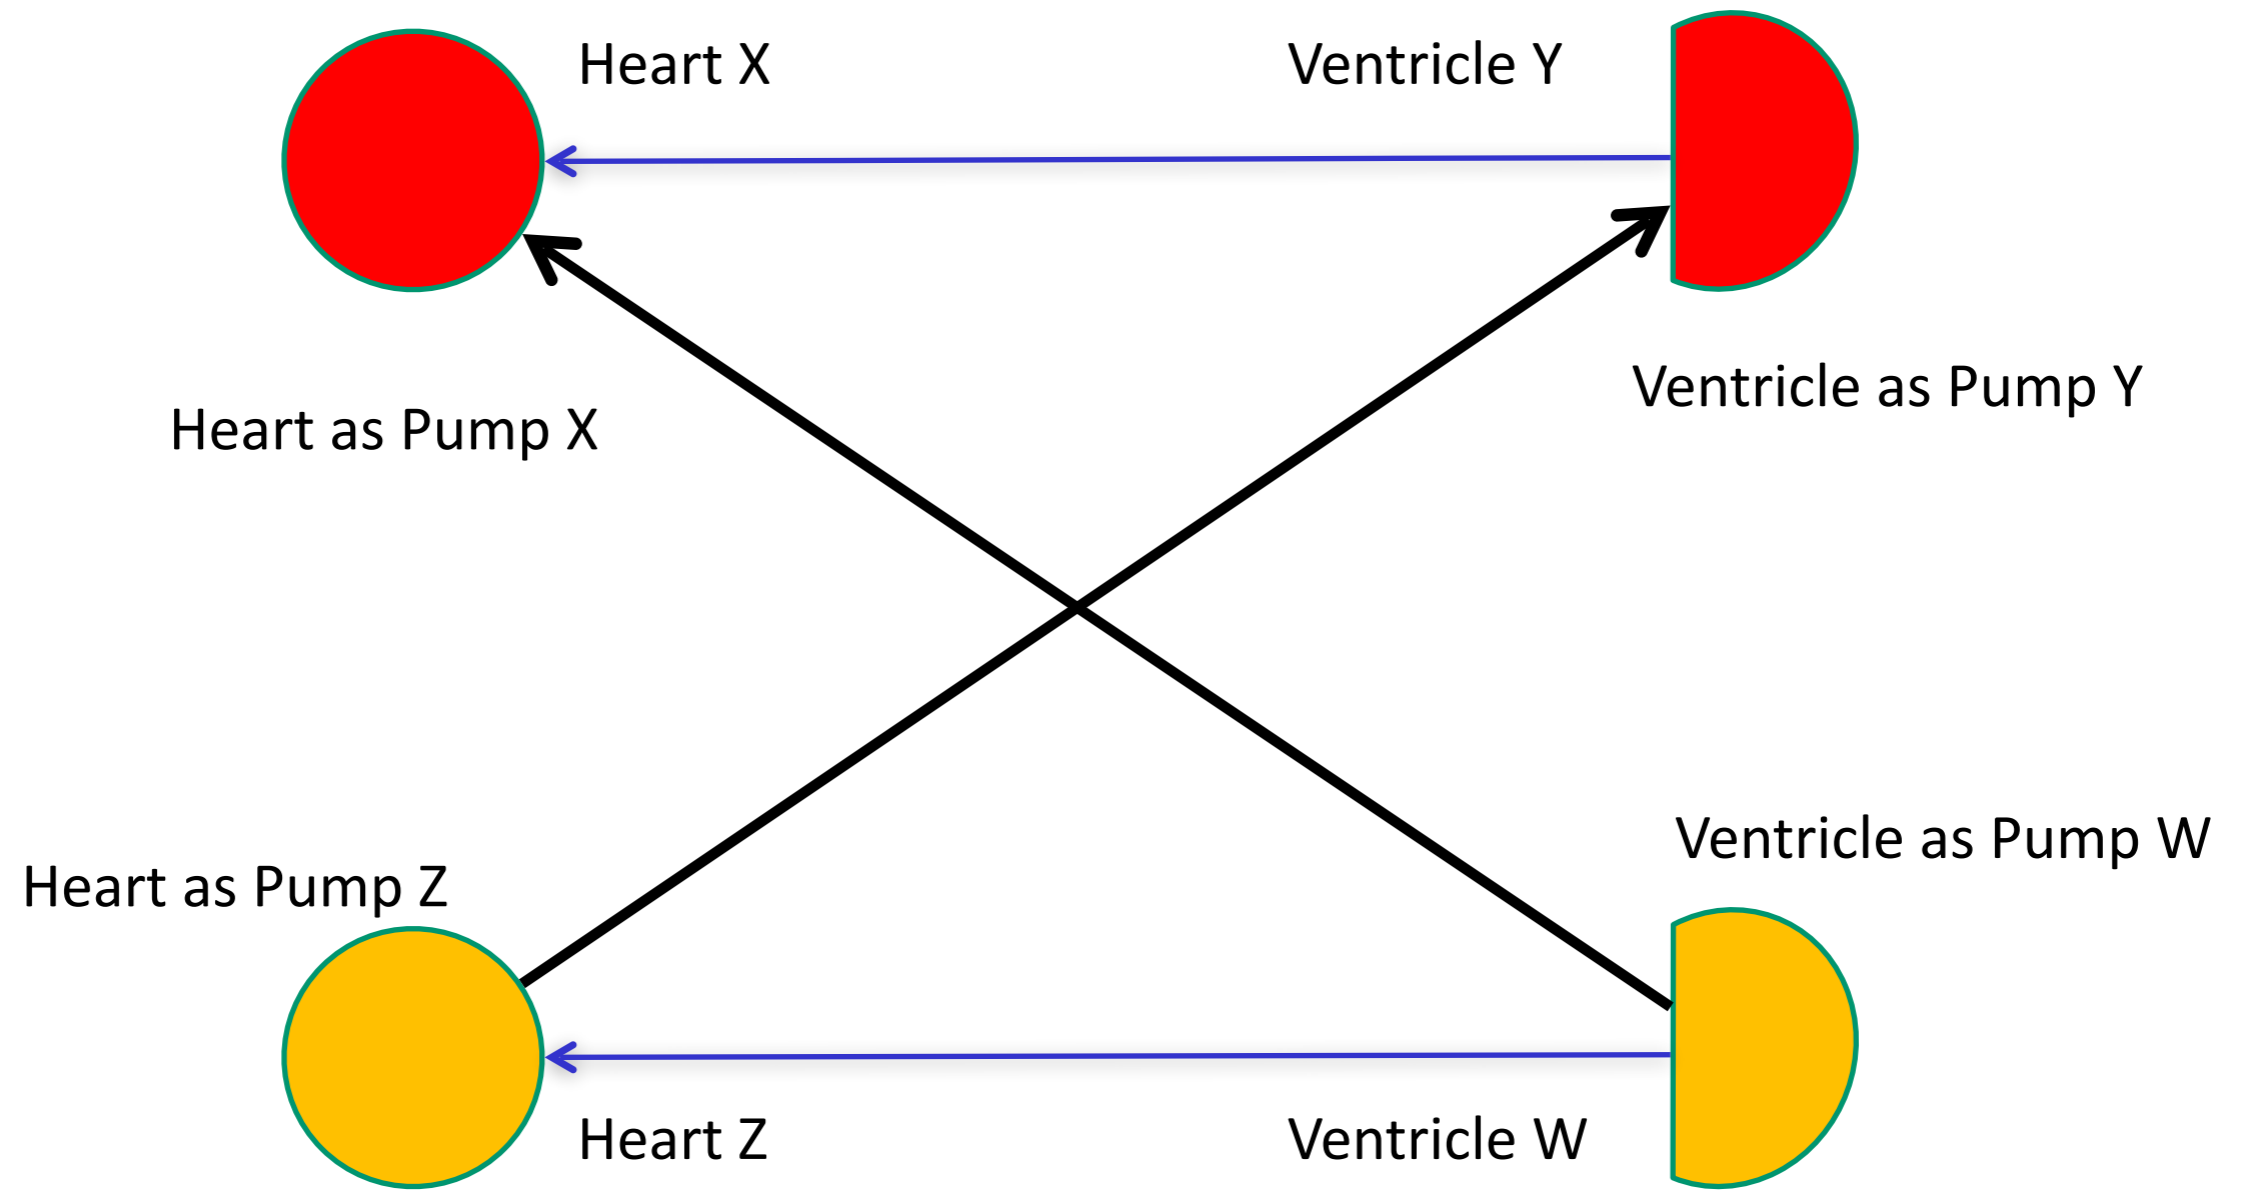 Heart X
Ventricle Y
Ventricle as Pump Y
Heart as Pump X
Ventricle as Pump W
Heart as Pump Z
Heart Z
Ventricle W